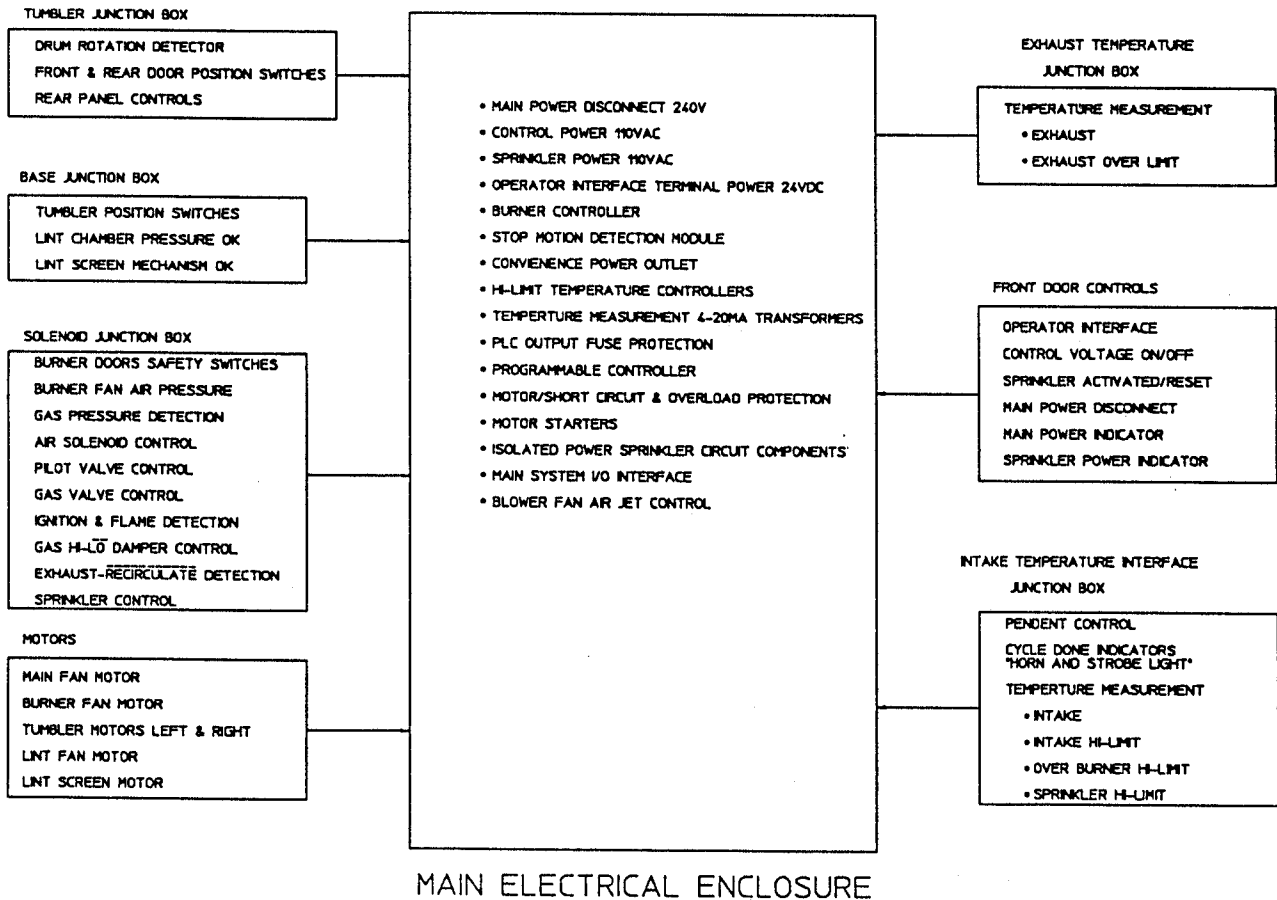 TUMBLER JUNCTION BOX
DRUM ROTATION DETECTOR
FRONT & REAR DOOR POSITION SWITCHES
REAR PANEL CONTROLS
BASE JUNCTION BOX
TUMBLER POSITION SWITCHES
LINT CHAMBER PRESSURE OK
LINT SCREEN MECHANISM OK
SOLENOID JUNCTION BOX
BURNER DOORS SAFETY SWITCHES
BURNER FAN AIR PRESSURE
GAS PRESSURE DETECTION
AIR SOLENOID CONTROL
PILOT VALVE CONTROL
GAS VALVE CONTROL
IGNITION & FLAME DETECTION
GAS HI-LO DAMPER CONTROL
EXHAUST-RECIRCULATE DETECTION
SPRINKLER CONTROL
MOTORS
MAIN FAN MOTOR
BURNER FAN MOTOR
TUMBLER MOTORS LEFT & RIGHT
LINT FAN MOTOR
LINT SCREEN MOTOR
• MAIN POWER DISCONNECT 240V
• CONTROL POWER 110VAC
• SPRINKLER POWER 110VAC
• OPERATOR INTERFACE TERMINAL POWER 24VDC
• BURNER CONTROLLER
• STOP MOTION DETECTION MODULE
• CONVIENENCE POWER OUTLET
• HI-LIMIT TEMPERATURE CONTROLLERS
• TEMPERTURE MEASUREMENT 4-20MA TRANSFORMERS
• PLC OUTPUT FUSE PROTECTION
• PROGRAMMABLE CONTROLLER
• MOTOR/SHORT CIRCUIT & OVERLOAD PROTECTION
• MOTOR STARTERS
• ISOLATED POWER SPRINKLER CIRCUIT COMPONENTS
• MAIN SYSTEM I/O INTERFACE
• BLOWER FAN AIR JET CONTROL
EXHAUST TEMPERATURE
JUNCTION BOX
TEMPERATURE MEASUREMENT
• EXHAUST
• EXHAUST OVER LIMIT
FRONT DOOR CONTROLS
OPERATOR INTERFACE
CONTROL VOLTAGE ON/OFF
SPRINKLER ACTIVATED/RESET
MAIN POWER DISCONNECT
MAIN POWER INDICATOR
SPRINKLER POWER INDICATOR
INTAKE TEMPERATURE INTERFACE
JUNCTION BOX
PENDENT CONTROL
CYCLE DONE INDICATORS
"HORN AND STROBE LIGHT"
TEMPERTURE MEASUREMENT
• INTAKE
• INTAKE HI-LIMIT
• OVER BURNER HI-LIMIT
• SPRINKLER HI-LIMIT
MAIN ELECTRICAL ENCLOSURE